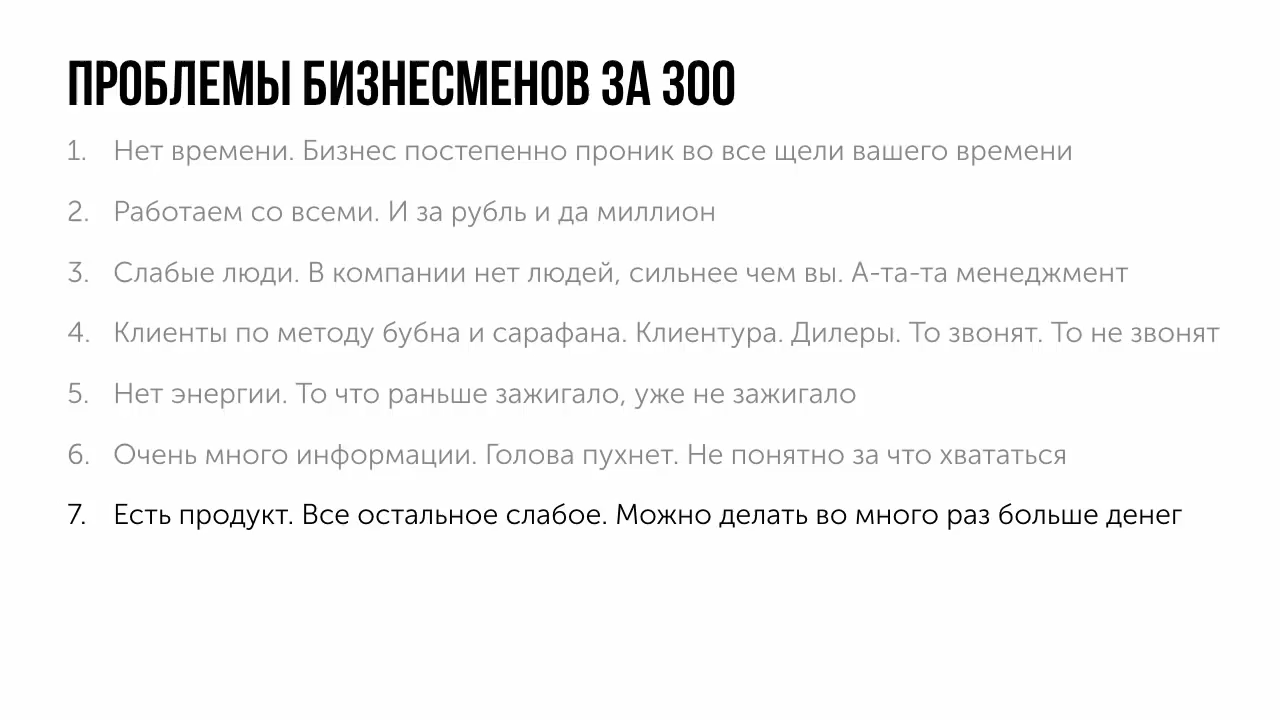 ПРОБЛЕМЫ БИЗНЕСМЕНОВ ЗА 300
1. Нет времени. Бизнес постепенно проник во все щели вашего времени
2. Работаем со всеми. И за рубль и да миллион
3. Слабые люди. В компании нет людей, сильнее чем вы. А-та-та менеджмент
4. Клиенты по методу бубна и сарафана. Клиентура. Дилеры. То звонят. То не звонят
5. Нет энергии. То что раньше зажигало, уже не зажигало
6. Очень много информации. Голова пухнет. Не понятно за что хвататься
7. Есть продукт. Все остальное слабое. Можно делать во много раз больше денег